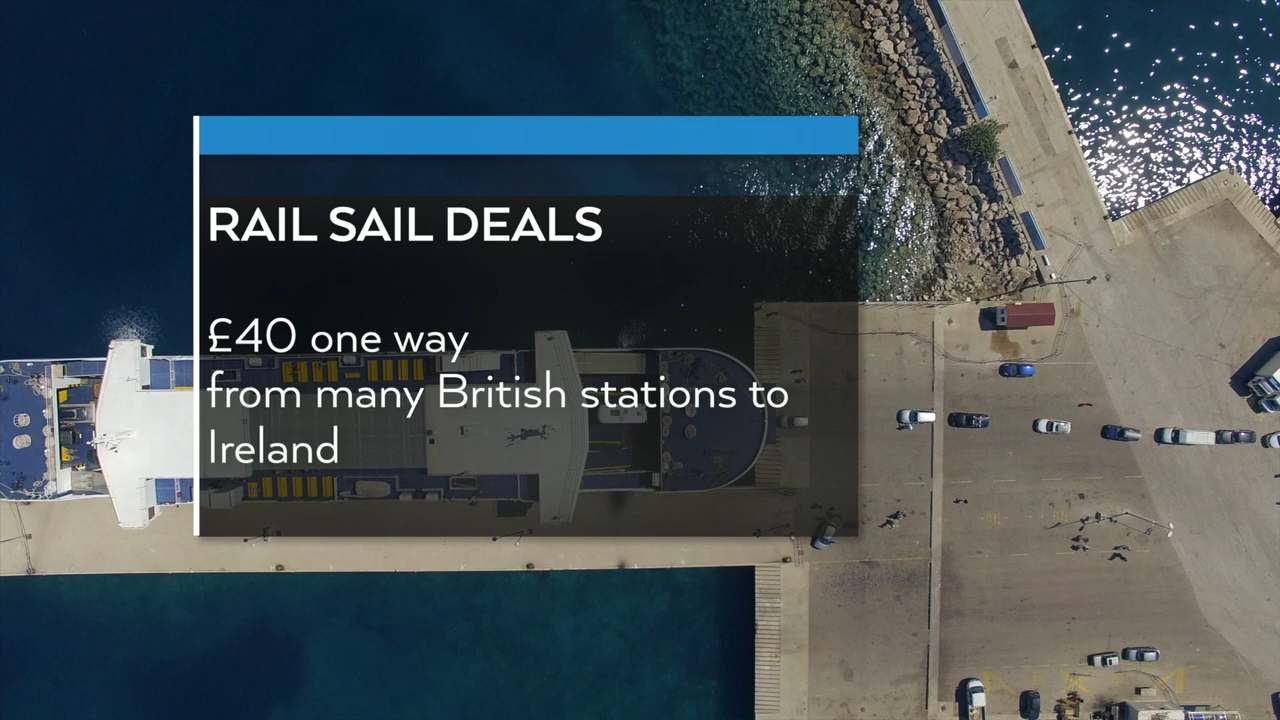 RAIL SAIL DEALS
£40 one way
from many British stations to
Ireland